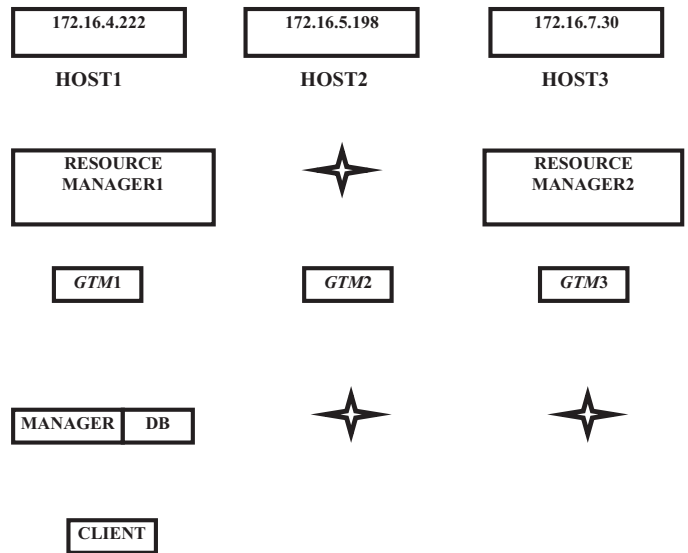 172.16.4.222
172.16.5.198
172.16.7.30
HOST1
HOST2
HOST3
RESOURCE
MANAGER1
RESOURCE
MANAGER2
GTM1
GTM2
GTM3
MANAGER
DB
CLIENT